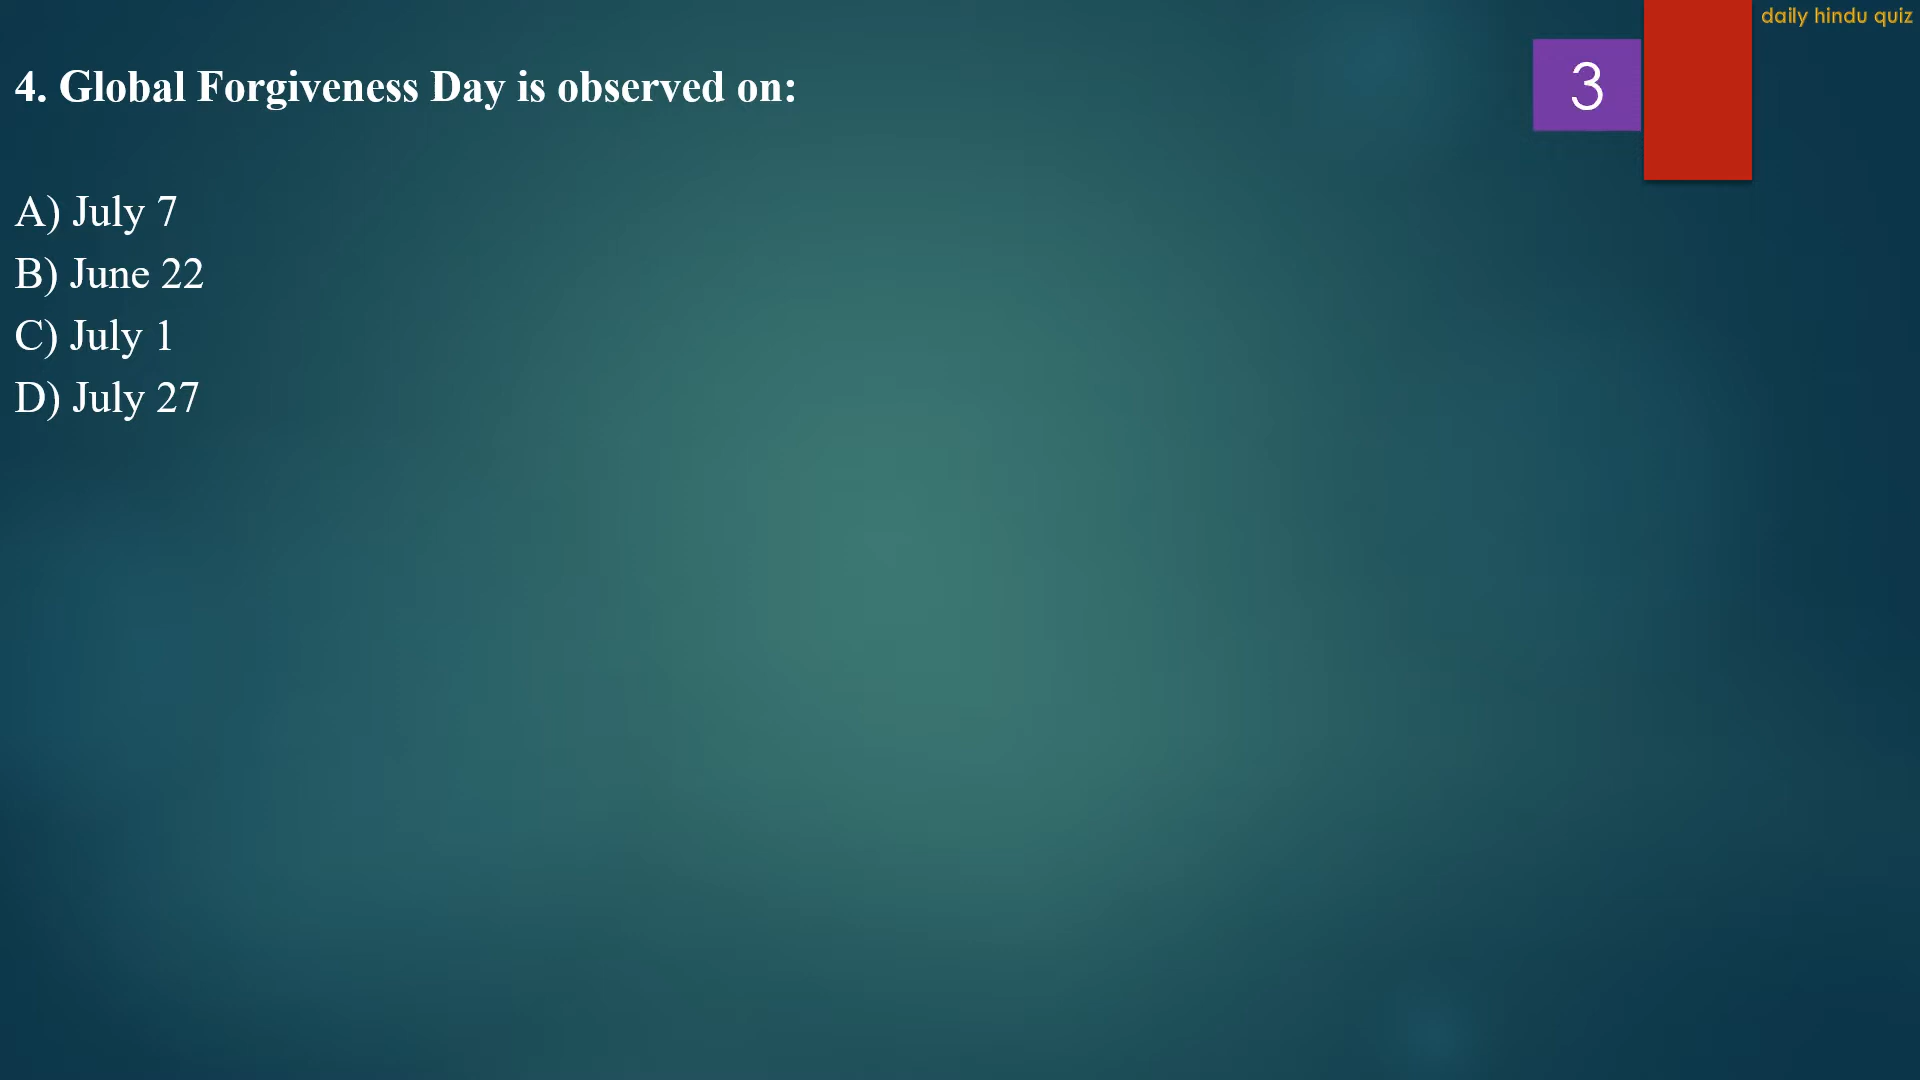 daily hindu quiz
3
4. Global Forgiveness Day is observed on:
A) July 7
B) June 22
C) July 1
D) July 27